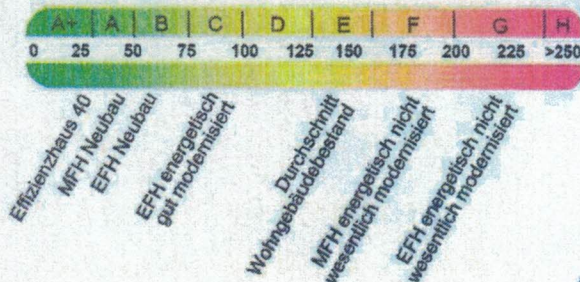 A+ A B C D E F G H
0 25 50 75 100 125 150 175 200 225 >250
Effizienzhaus 40
MFH Neubau
EFH Neubau
EFH energetisch
gut modernisiert
Durchschnitt
Wohngebäudebestand
MFH energetisch nicht
wesentlich modernisiert
EFH energetisch nicht
wesentlich modernisiert